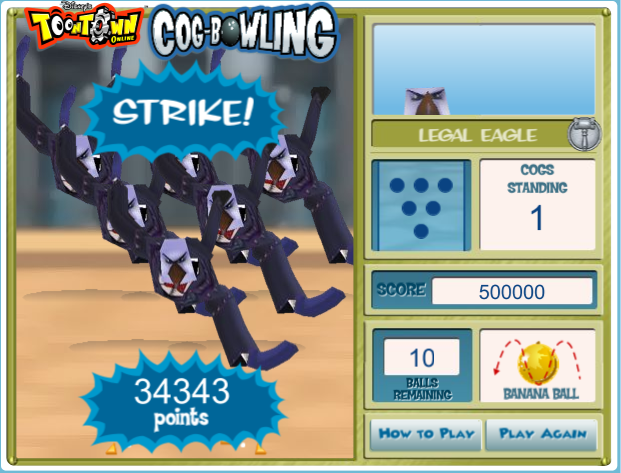 Disney's
TOONTOWN
ONLINE
COG-BOWLING
STRIKE!
LEGAL EAGLE
COGS
STANDING
1
SCORE 500000
10
BALLS
REMAINING
BANANA BALL
34343
points
HOW TO PLAY
PLAY AGAIN